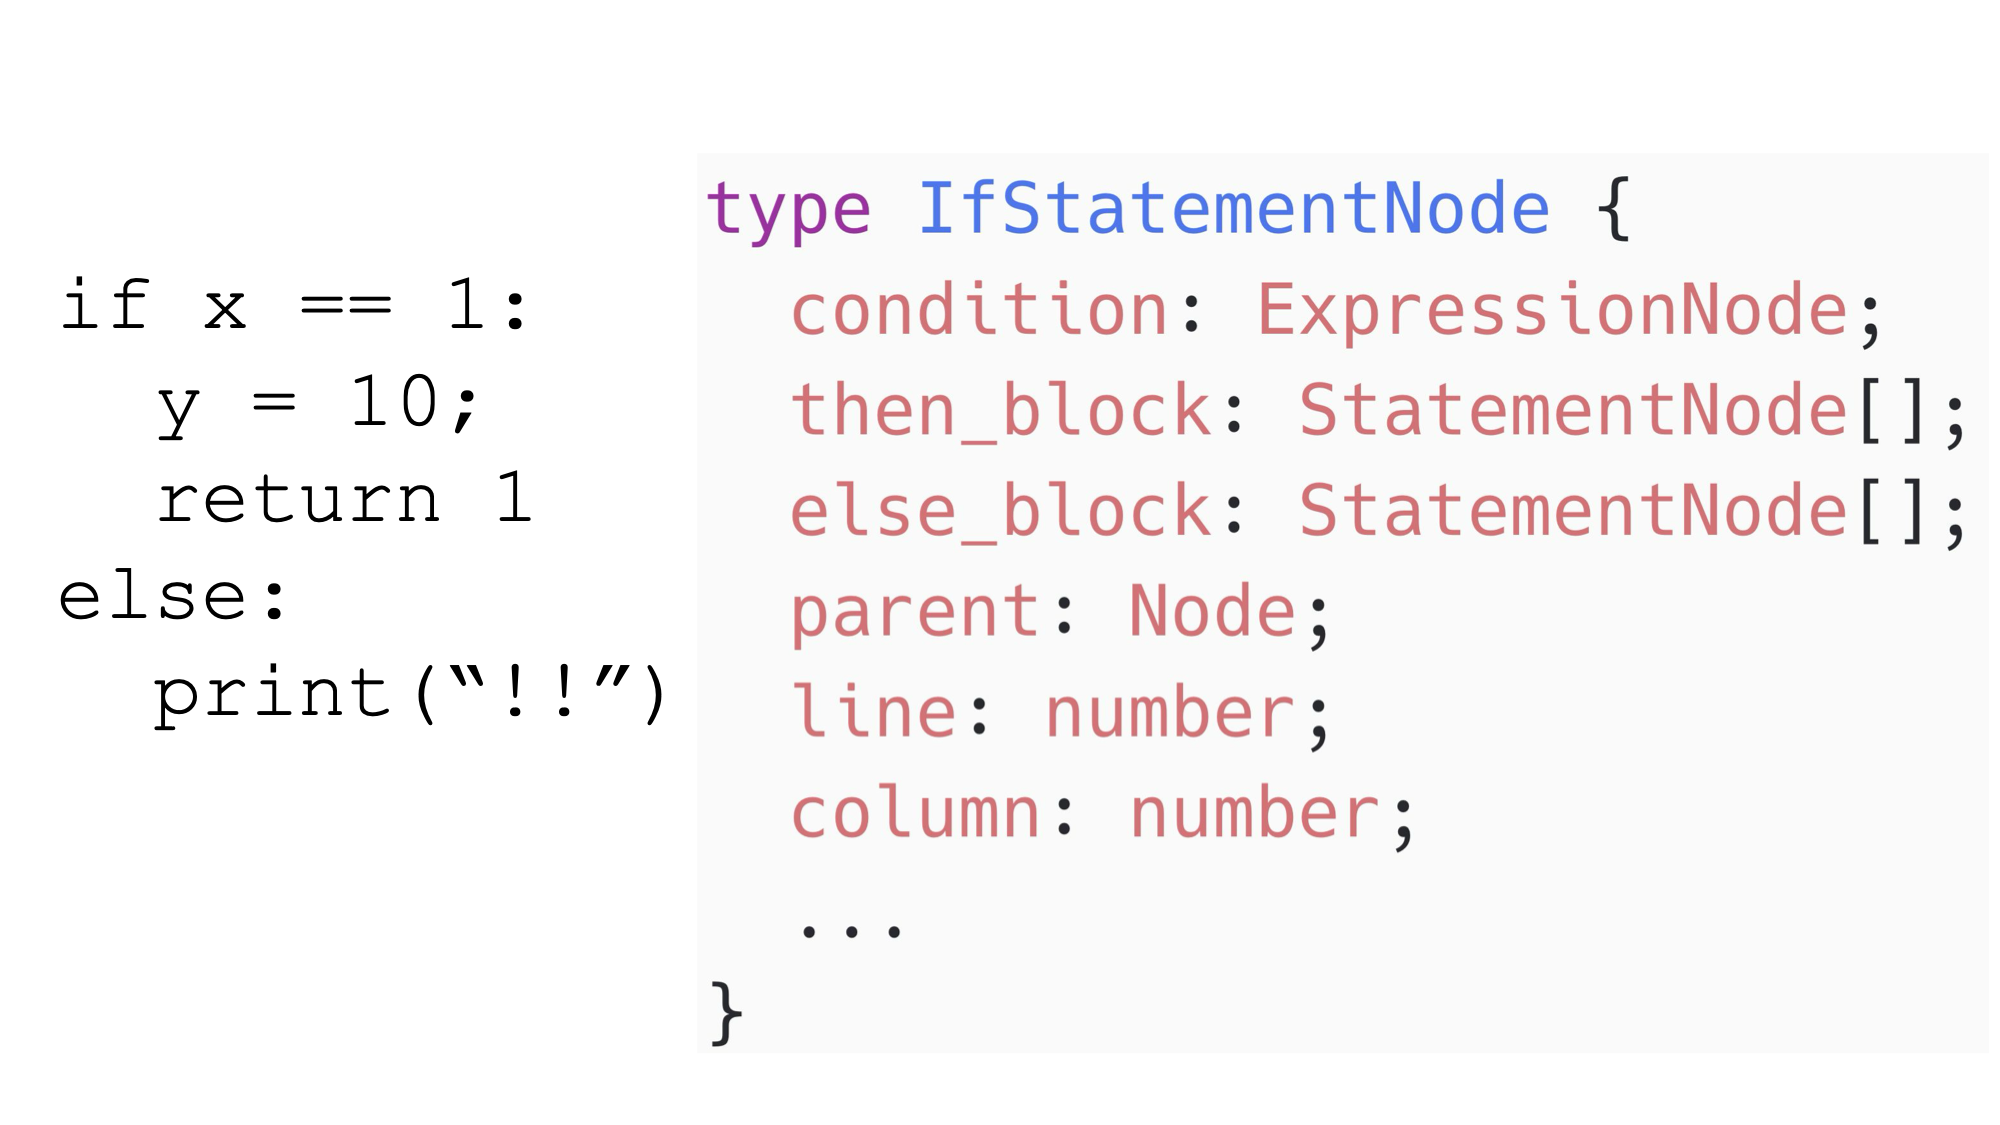 if x == 1:
  y = 10;
  return 1
else:
  print(“!!”)
type IfStatementNode {
  condition: ExpressionNode;
  then_block: StatementNode[];
  else_block: StatementNode[];
  parent: Node;
  line: number;
  column: number;
  ...
}